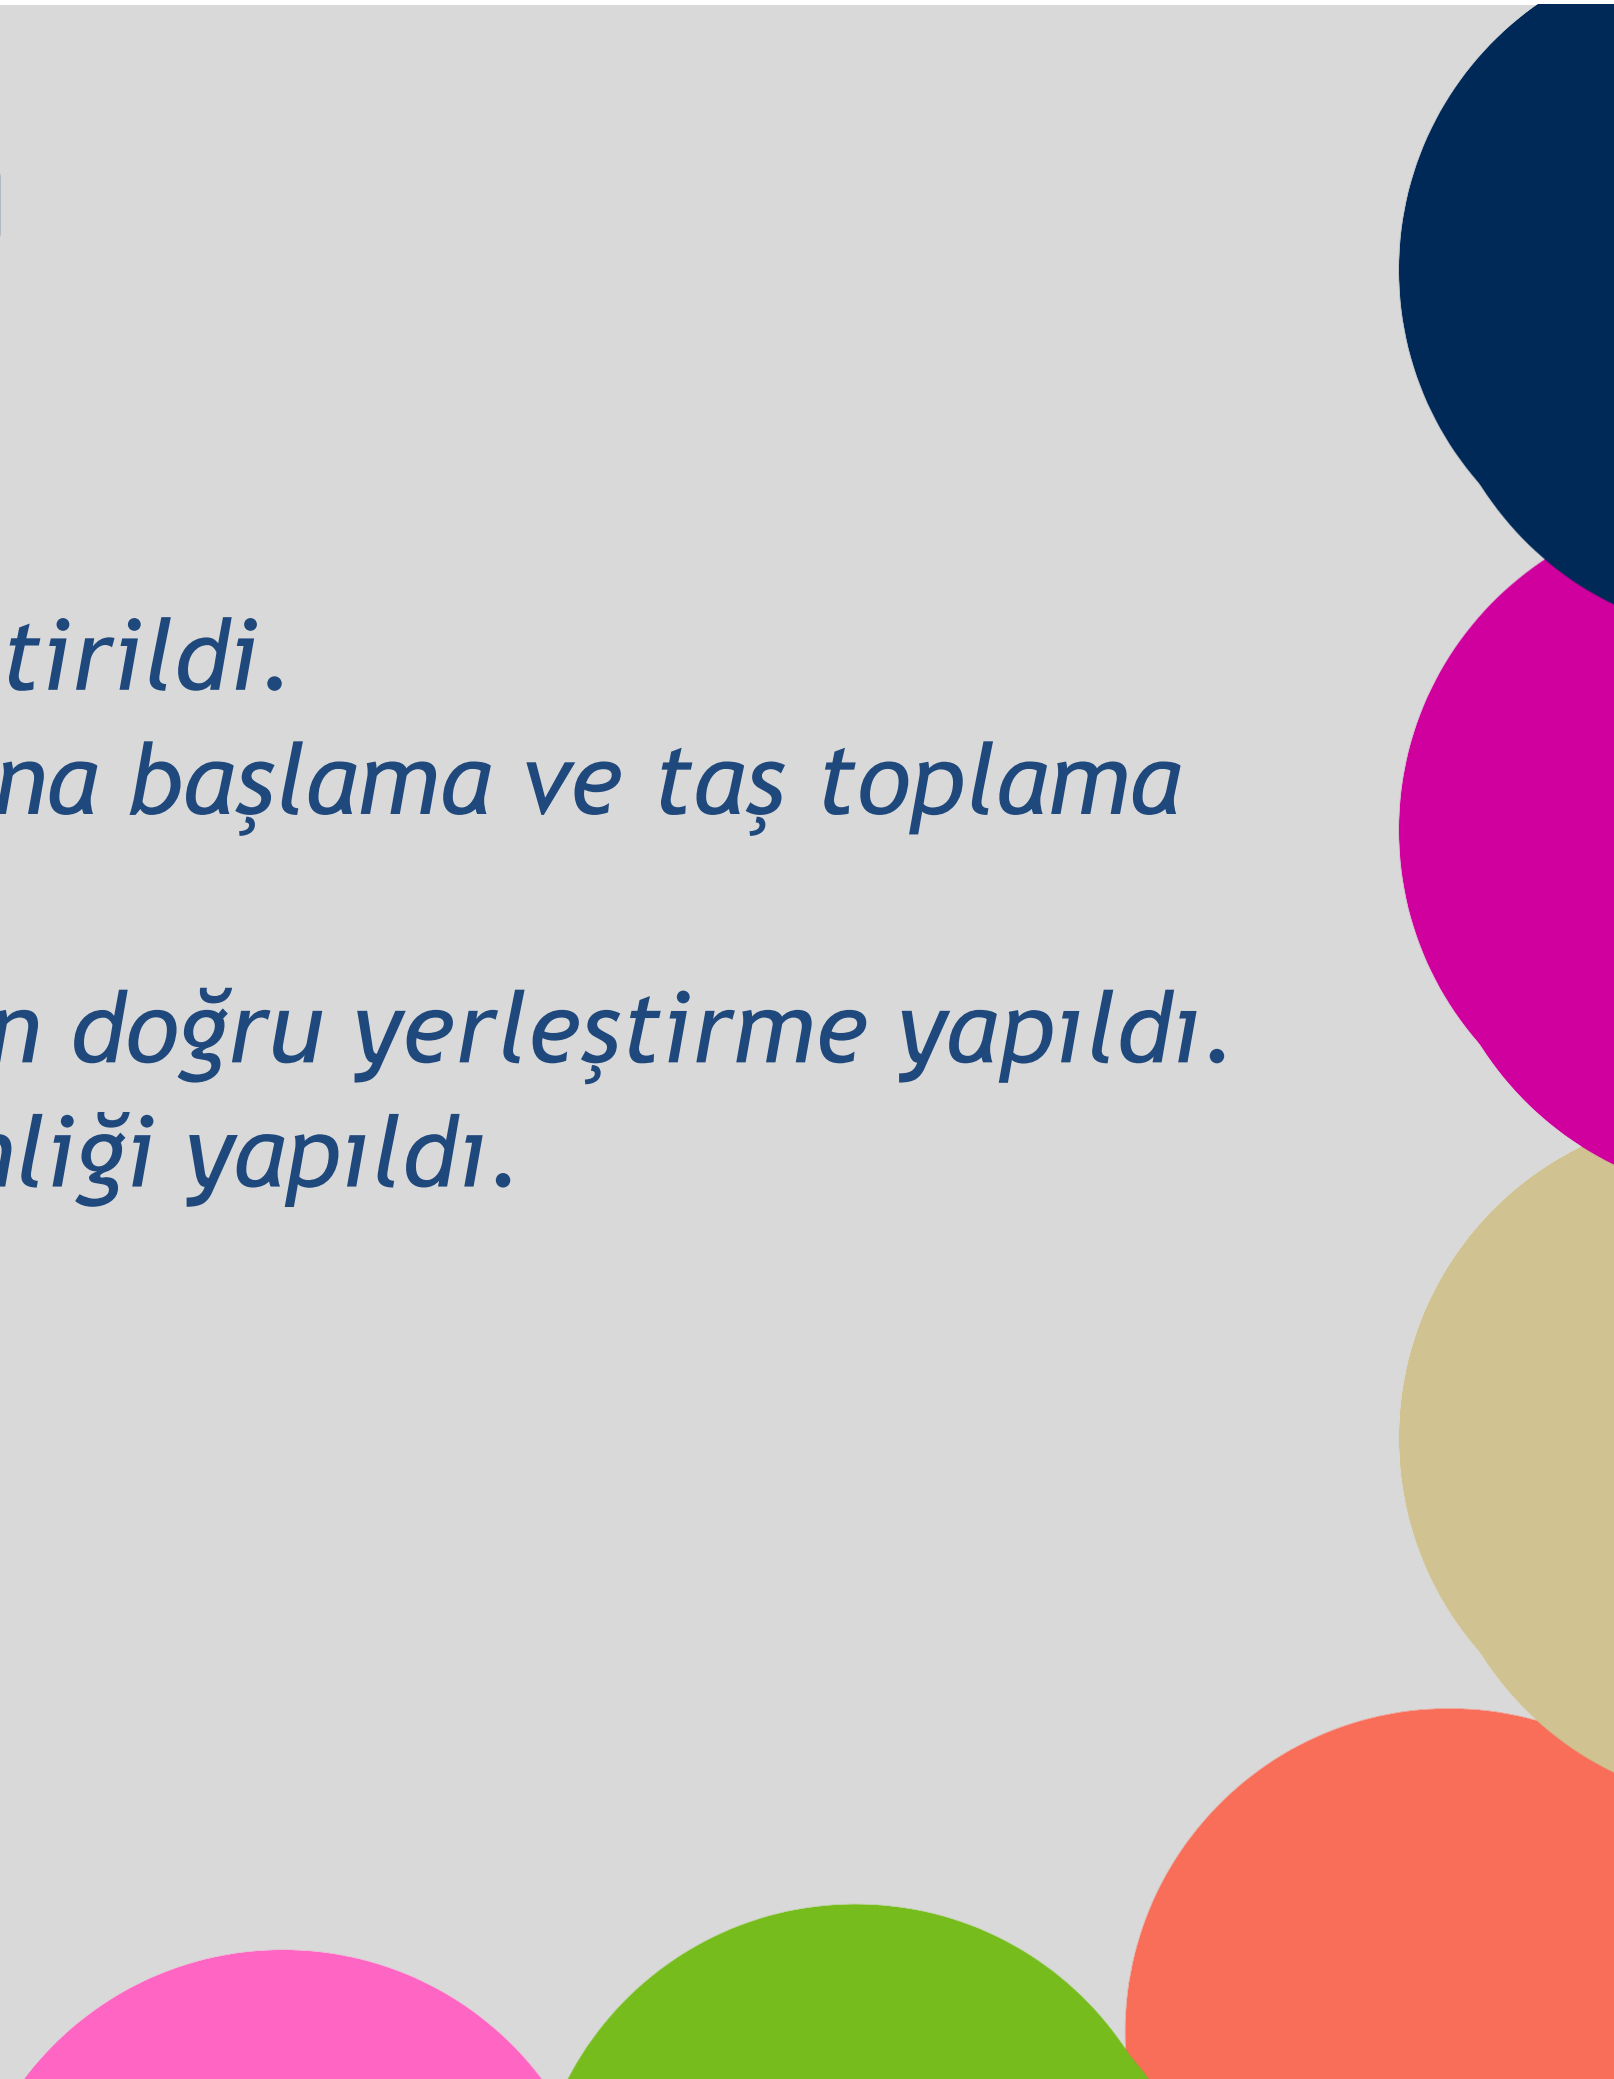 tirildi.
na başlama ve taş toplama
n doğru yerleştirme yapıldı.
liği yapıldı.